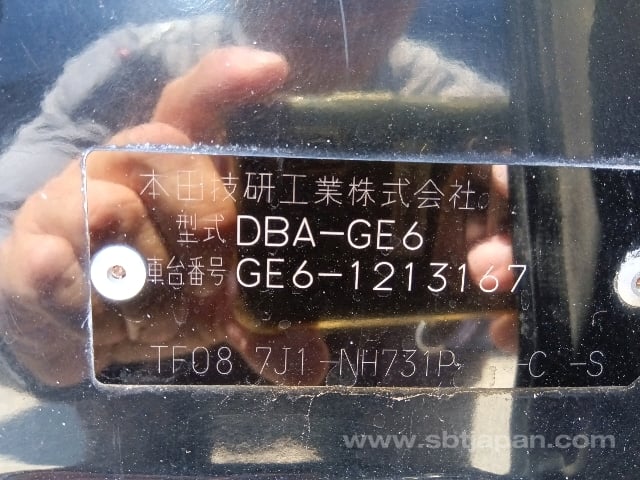 本田技研工業株式会社
型式 DBA-GE6
車台番号 GE6-1213167
TF08 7J1 -NH731P- -C -S
www.sbtjapan.com